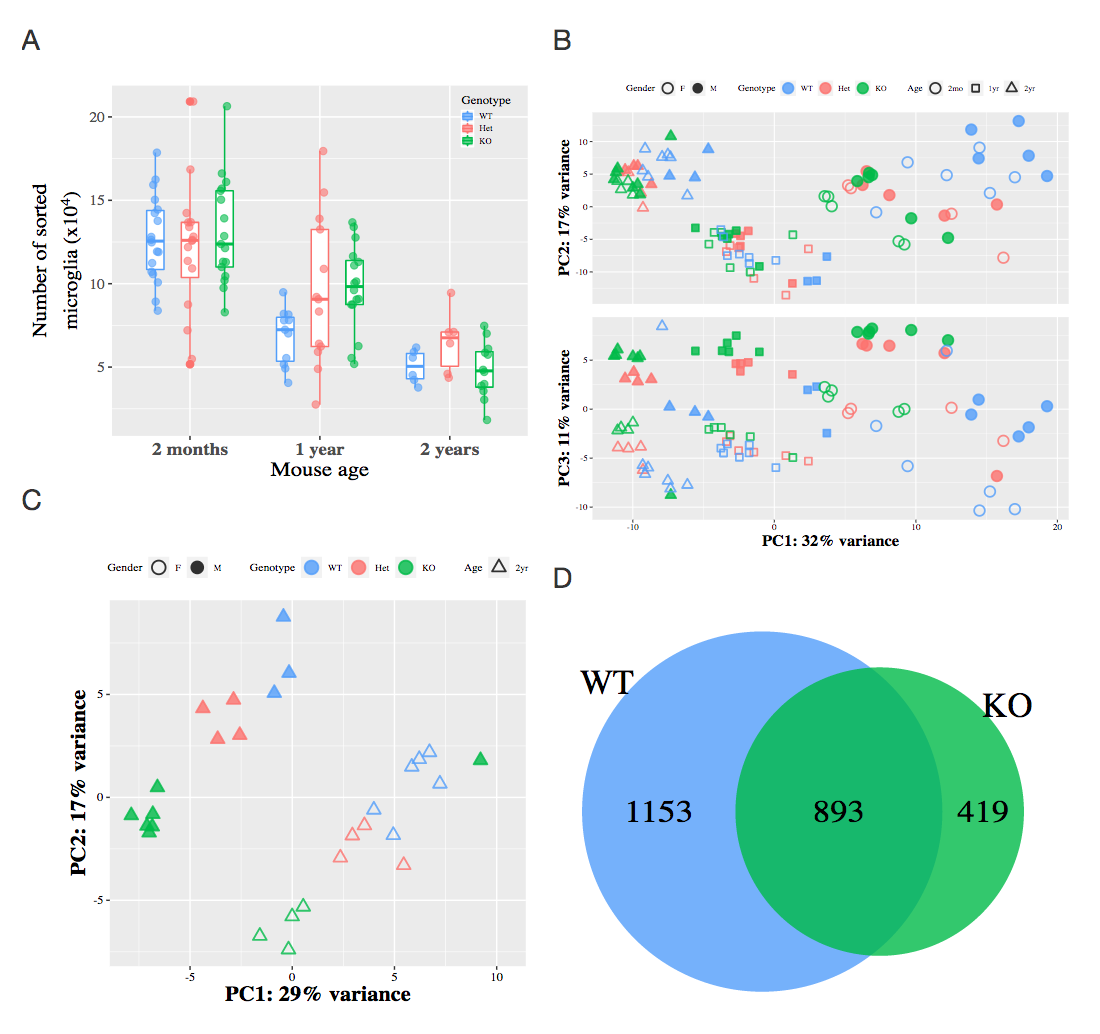 A
Number of sorted
microglia (x10⁴)
20
15
10
5
Genotype
WT
Het
KO
2 months
1 year
2 years
Mouse age
B
Gender F M Genotype WT Het KO Age 2mo 1yr 2yr
PC2: 17% variance
10
5
0
-5
-10
PC3: 11% variance
5
0
-5
-10
-10 0 10 20
PC1: 32% variance
C
Gender F M Genotype WT Het KO Age 2yr
PC2: 17% variance
5
0
-5
-5 0 5 10
PC1: 29% variance
D
WT
KO
1153 893 419